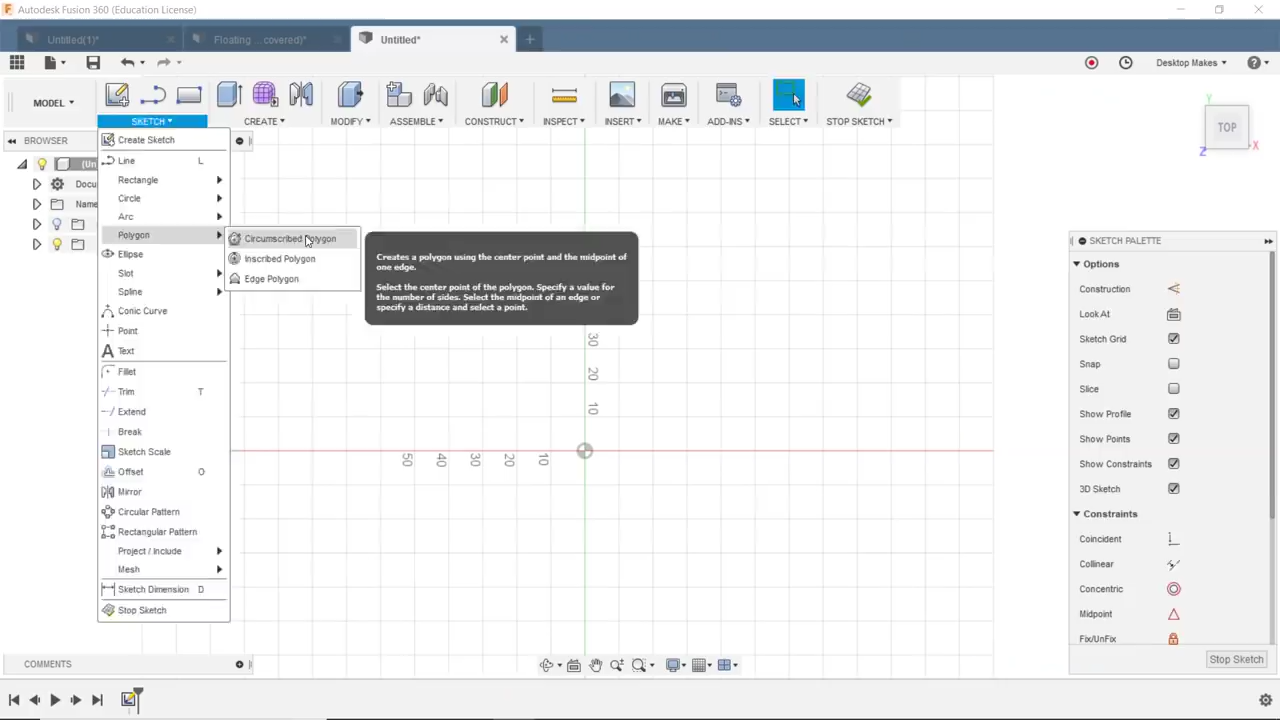 Autodesk Fusion 360 (Education License)
Untitled(1)*
Floating ...covered)*
Untitled*
Desktop Makes
MODEL
SKETCH
CREATE
MODIFY
ASSEMBLE
CONSTRUCT
INSPECT
INSERT
MAKE
ADD-INS
SELECT
STOP SKETCH
BROWSER
(Un
Docu
Name
Create Sketch
Line L
Rectangle
Circle
Arc
Polygon
Ellipse
Slot
Spline
Conic Curve
Point
Text
Fillet
Trim T
Extend
Break
Sketch Scale
Offset O
Mirror
Circular Pattern
Rectangular Pattern
Project / Include
Mesh
Sketch Dimension D
Stop Sketch
Circumscribed Polygon
Inscribed Polygon
Edge Polygon
Creates a polygon using the center point and the midpoint of
one edge.
Select the center point of the polygon. Specify a value for
the number of sides. Select the midpoint of an edge or
specify a distance and select a point.
30
20
10
50 40 30 20 10
TOP
Y
X
Z
SKETCH PALETTE
Options
Construction
Look At
Sketch Grid
Snap
Slice
Show Profile
Show Points
Show Constraints
3D Sketch
Constraints
Coincident
Collinear
Concentric
Midpoint
Fix/UnFix
Stop Sketch
COMMENTS